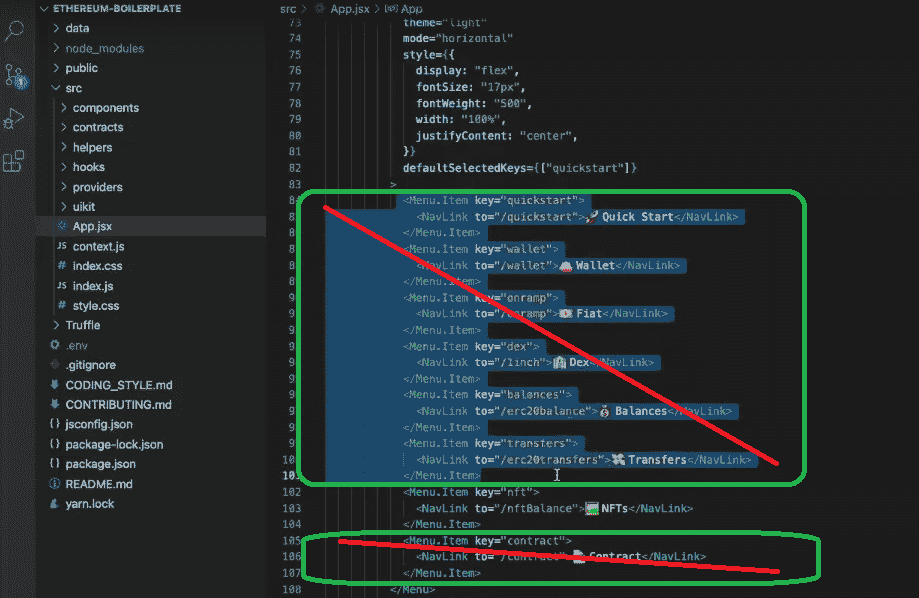 ETHEREUM-BOILERPLATE
data
node_modules
public
src
components
contracts
helpers
hooks
providers
uikit
App.jsx
JS context.js
# index.css
JS index.js
# style.css
Truffle
.env
.gitignore
CODING_STYLE.md
CONTRIBUTING.md
{} jsconfig.json
{} package-lock.json
{} package.json
README.md
yarn.lock
1
src > App.jsx > App
73 theme="light"
74 mode="horizontal"
75 style={{
76 display: "flex",
77 fontSize: "17px",
78 fontWeight: "500",
79 width: "100%",
80 justifyContent: "center",
81 }}
82 defaultSelectedKeys={["quickstart"]}
83 >
8 <Menu.Item key="quickstart">
8 <NavLink to="/quickstart">🚀 Quick Start</NavLink>
8 </Menu.Item>
8 <Menu.Item key="wallet">
8 <NavLink to="/wallet">👛 Wallet</NavLink>
8 </Menu.Item>
9 <Menu.Item key="onramp">
9 <NavLink to="/onramp">💵 Fiat</NavLink>
9 </Menu.Item>
9 <Menu.Item key="dex">
9 <NavLink to="/1inch">🏦 Dex</NavLink>
9 </Menu.Item>
9 <Menu.Item key="balances">
9 <NavLink to="/erc20balance">💰 Balances</NavLink>
9 </Menu.Item>
9 <Menu.Item key="transfers">
10 <NavLink to="/erc20transfers">💸 Transfers</NavLink>
101 </Menu.Item>
102 <Menu.Item key="nft">
103 <NavLink to="/nftBalance">🖼 NFTs</NavLink>
104 </Menu.Item>
105 <Menu.Item key="contract">
106 <NavLink to="/contract">📄 Contract</NavLink>
107 </Menu.Item>
108 </Menu>